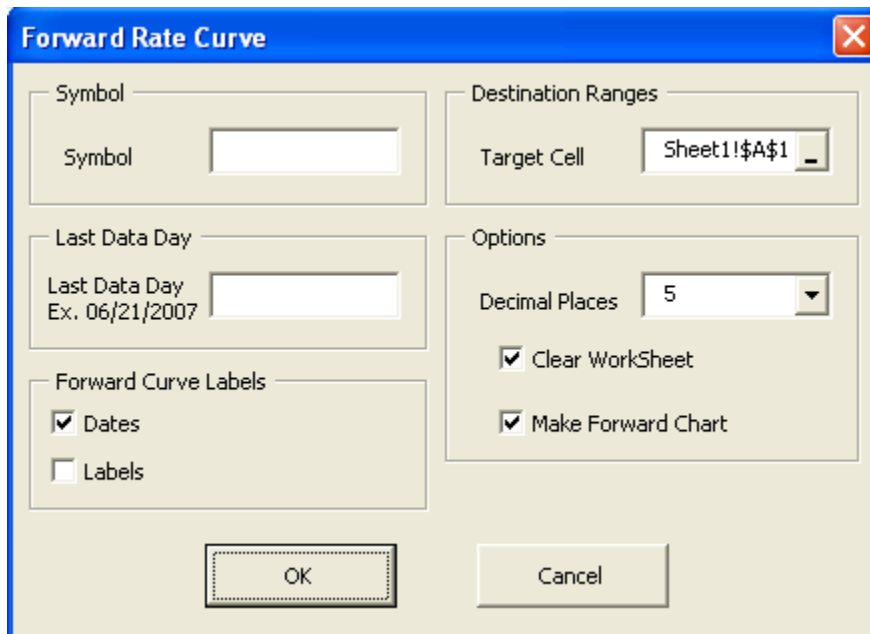 Forward Rate Curve
Symbol
Symbol
Last Data Day
Last Data Day
Ex. 06/21/2007
Forward Curve Labels
Dates
Labels
Destination Ranges
Target Cell
Sheet1!$A$1
Options
Decimal Places
5
Clear WorkSheet
Make Forward Chart
OK
Cancel